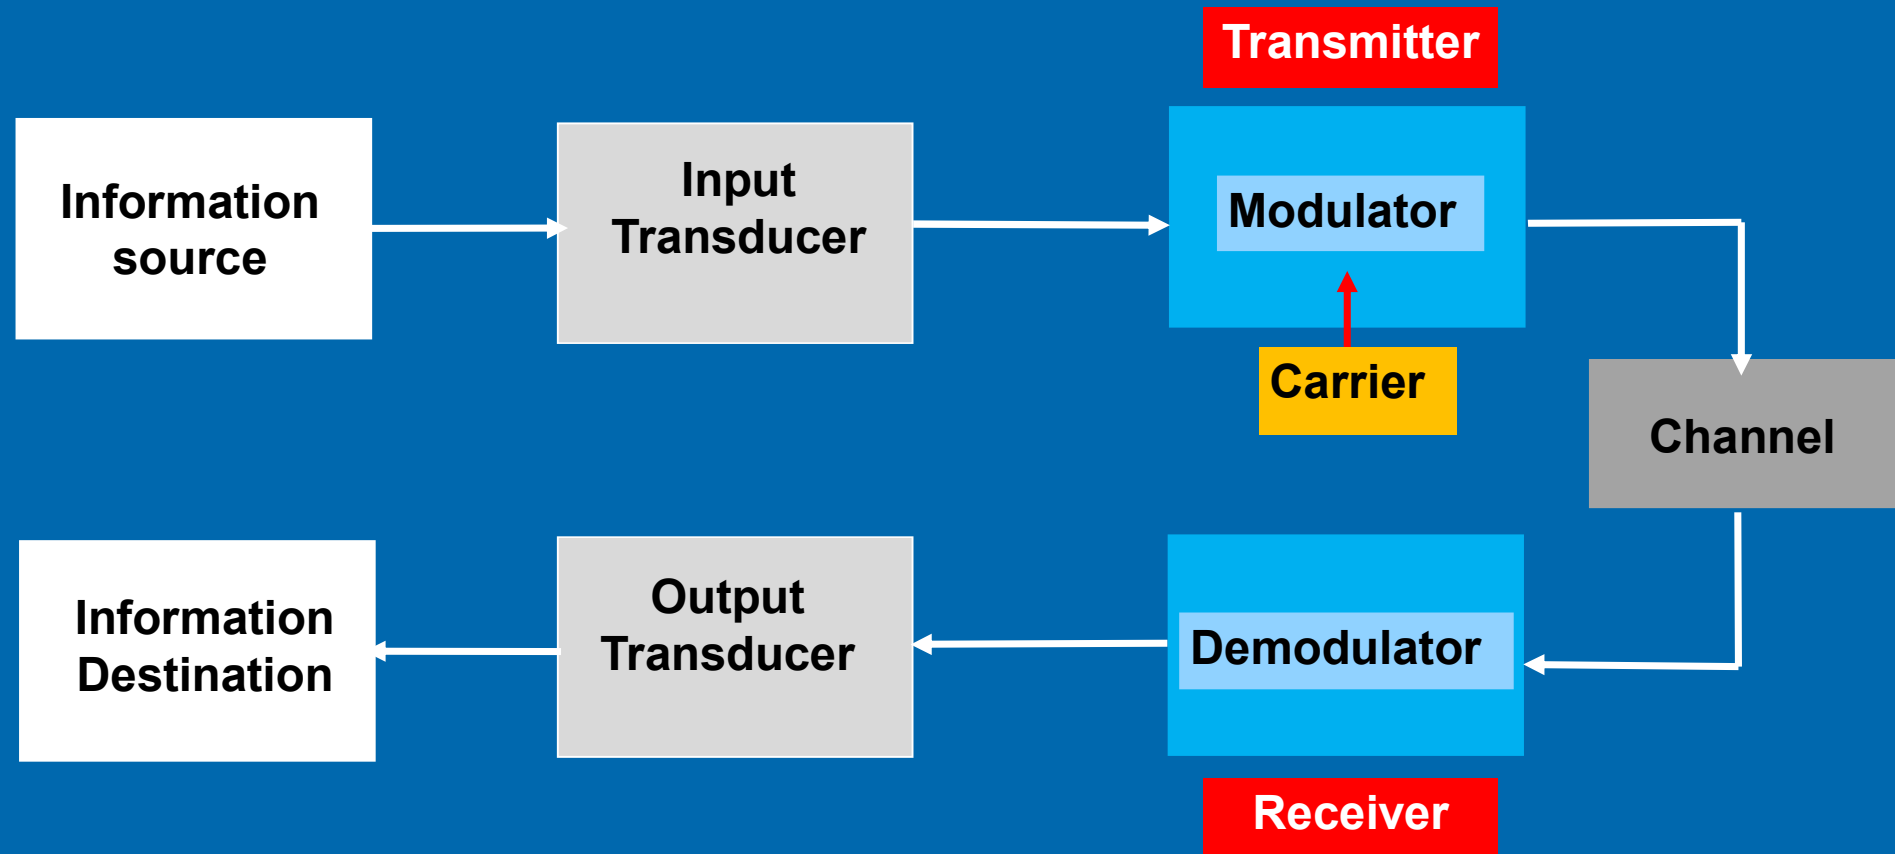 Transmitter
Information
source
Input
Transducer
Modulator
Carrier
Channel
Information
Destination
Output
Transducer
Demodulator
Receiver